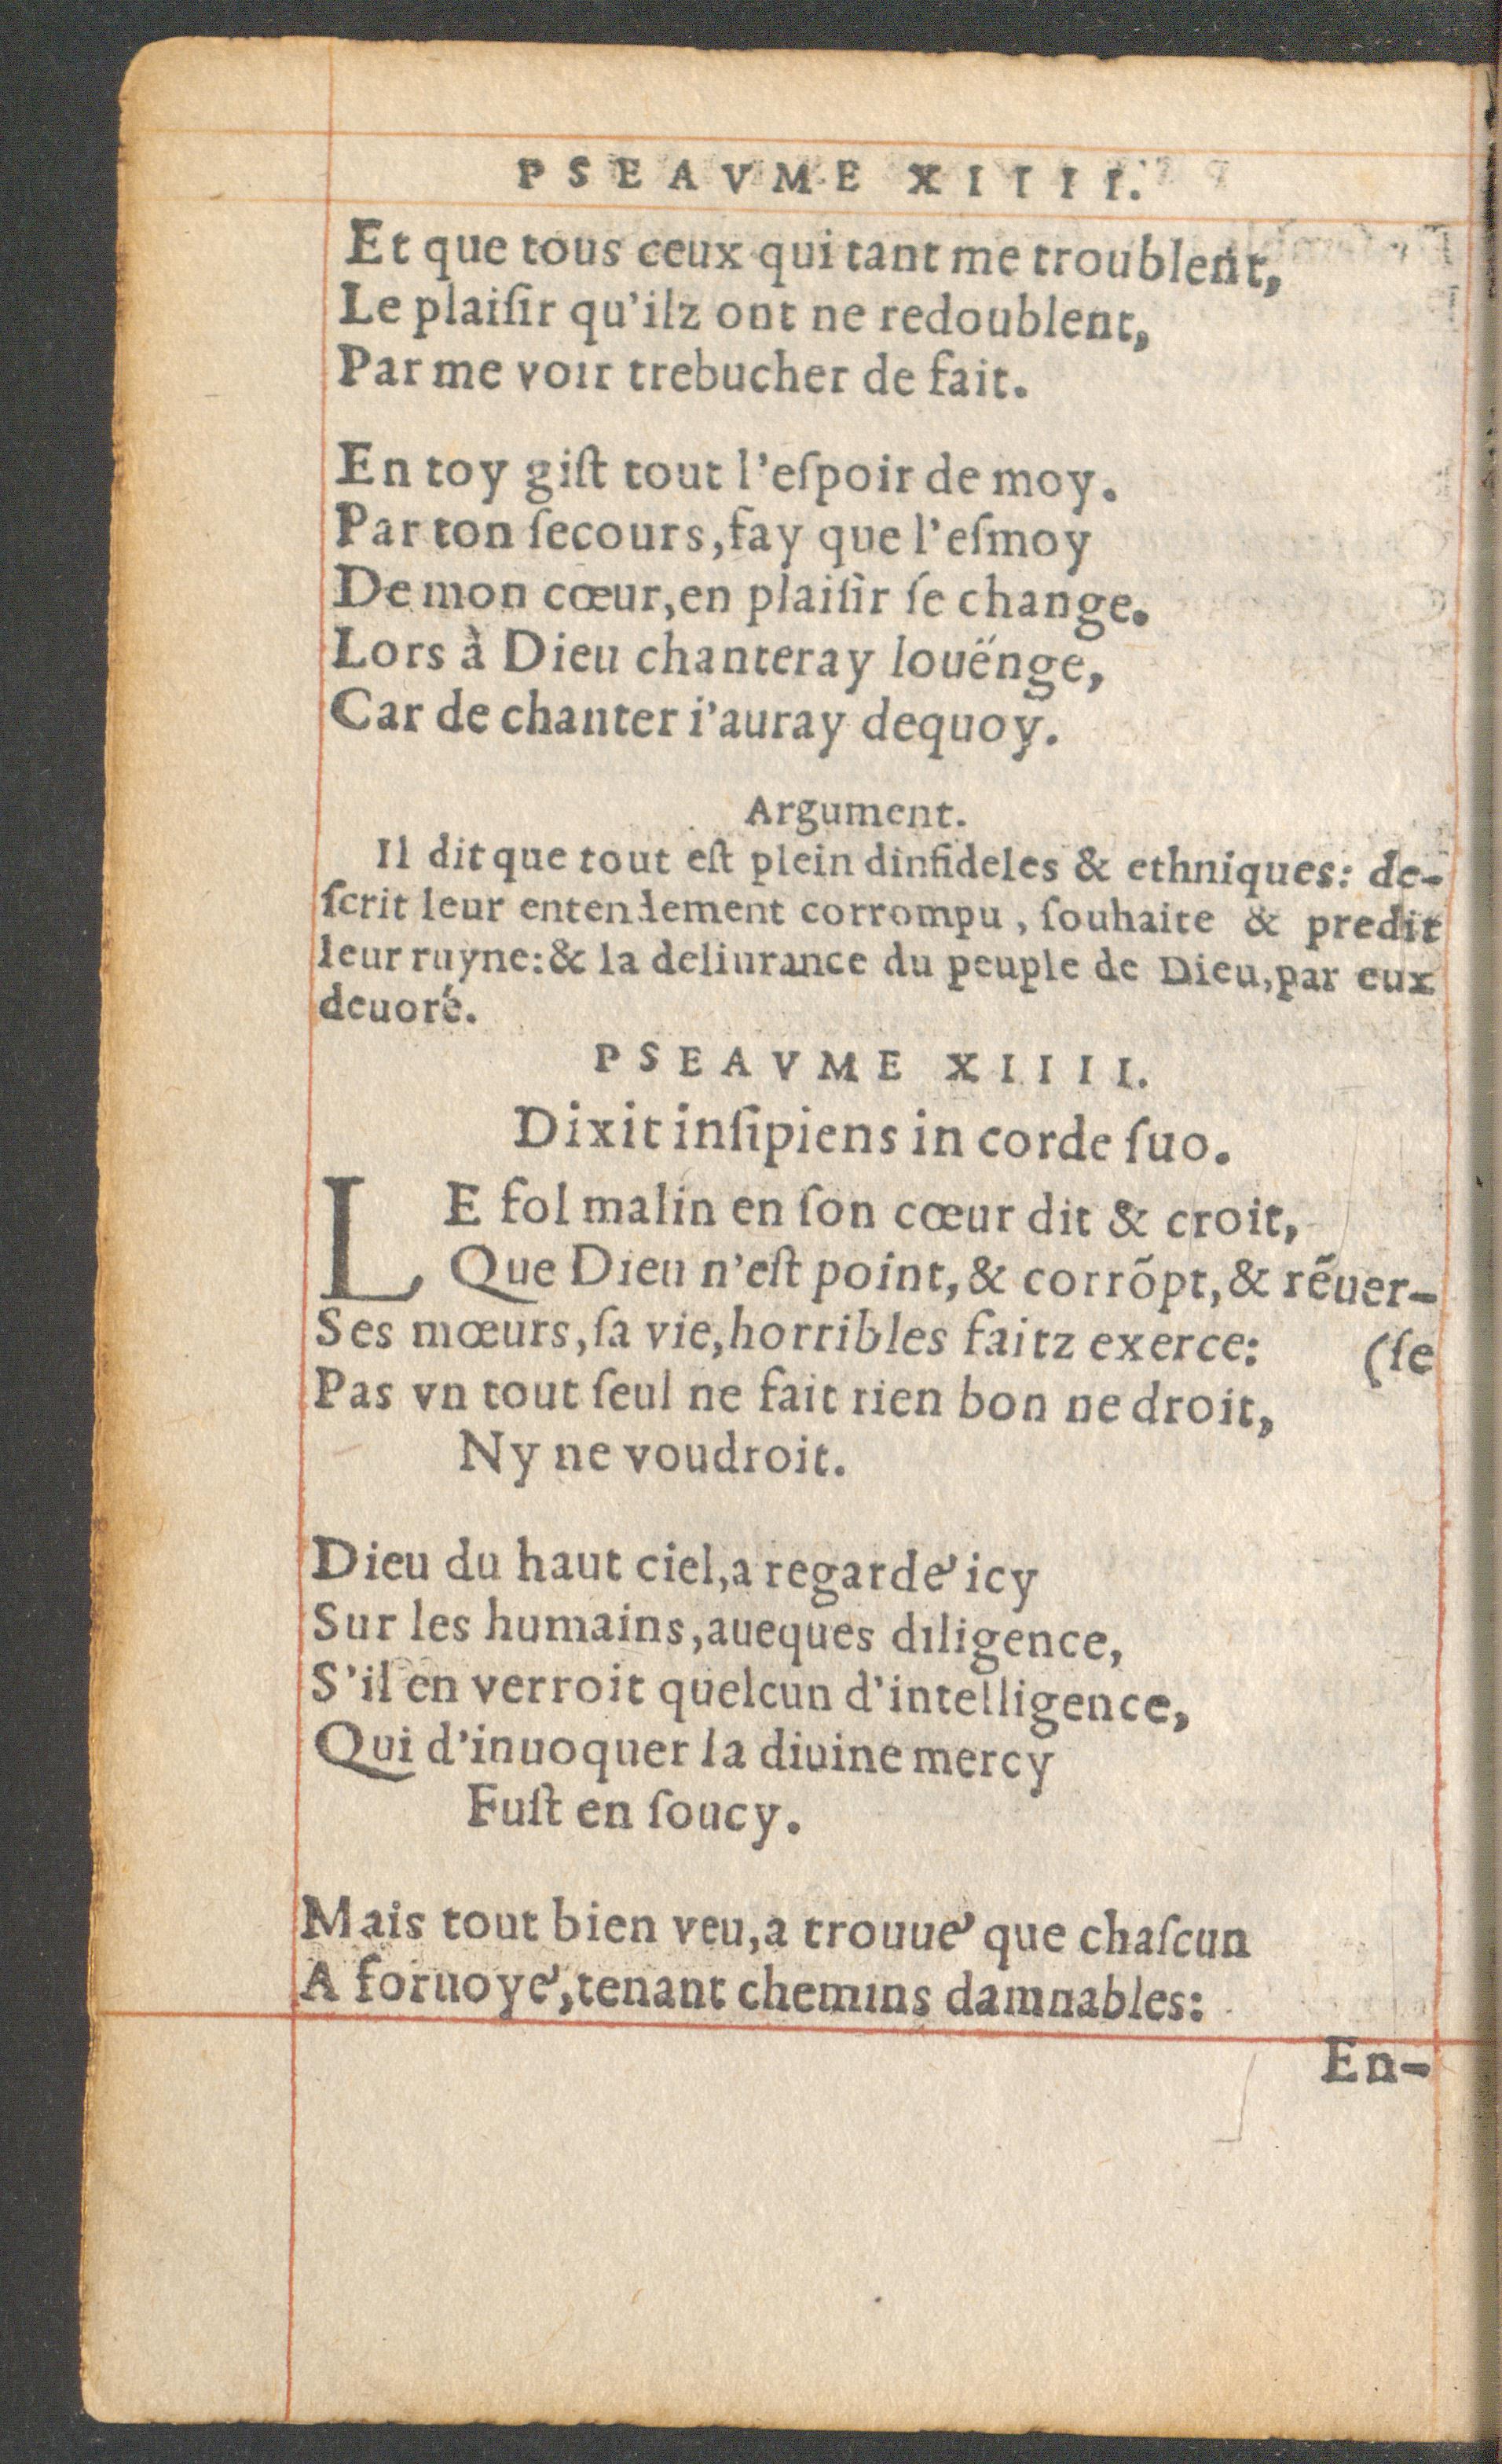 PSEAVME XIIII.
Et que tous ceux qui tant me troublent,
Le plaiſir qu'ilz ont ne redoublent,
Par me voir trebucher de fait.
En toy giſt tout l'eſpoir de moy.
Par ton ſecours, fay que l'eſmoy
De mon cœur, en plaiſir ſe change.
Lors à Dieu chanteray louënge,
Car de chanter i'auray dequoy.
Argument.
Il dit que tout eſt plein dinfideles & ethniques: de-
ſcrit leur entendement corrompu, ſouhaite & predit
leur ruyne: & la deliurance du peuple de Dieu, par eux
deuoré.
PSEAVME XIIII.
Dixit inſipiens in corde ſuo.
LE fol malin en ſon cœur dit & croit,
Que Dieu n'eſt point, & corrõpt, & rẽuer-
Ses mœurs, ſa vie, horribles faitz exerce: (ſe
Pas vn tout ſeul ne fait rien bon ne droit,
Ny ne voudroit.
Dieu du haut ciel, a regardé icy
Sur les humains, aueques diligence,
S'il en verroit quelcun d'intelligence,
Qui d'inuoquer la diuine mercy
Fuſt en ſoucy.
Mais tout bien veu, a trouué que chaſcun
A foruoyé, tenant chemins damnables:
En-